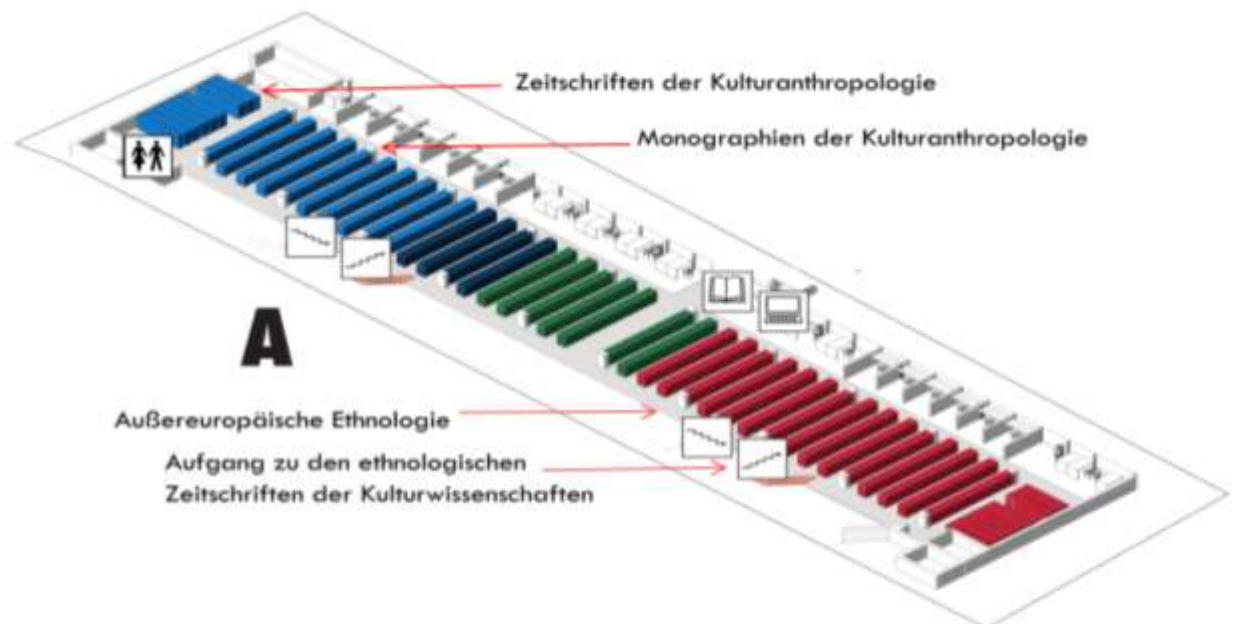 Zeitschriften der Kulturanthropologie
Monographien der Kulturanthropologie
A
Außereuropäische Ethnologie
Aufgang zu den ethnologischen
Zeitschriften der Kulturwissenschaften